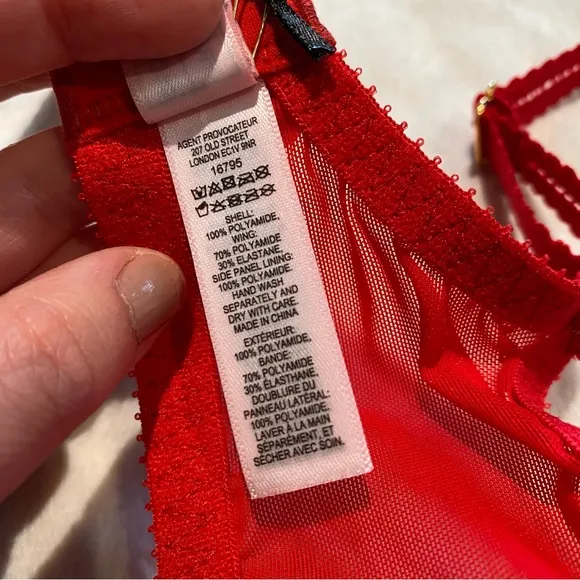 AGENT PROVOCATEUR
207 OLD STREET
LONDON EC1V 9NR
16795
SHELL:
100% POLYAMIDE.
WING:
70% POLYAMIDE
30% ELASTANE.
SIDE PANEL LINING:
100% POLYAMIDE.
HAND WASH
SEPARATELY AND
DRY WITH CARE
MADE IN CHINA
EXTÉRIEUR:
100% POLYAMIDE.
BANDE:
70% POLYAMIDE
30% ÉLASTHANE.
DOUBLURE DU
PANNEAU LATÉRAL:
100% POLYAMIDE.
LAVER À LA MAIN
SÉPARÉMENT, ET
SÉCHER AVEC SOIN.